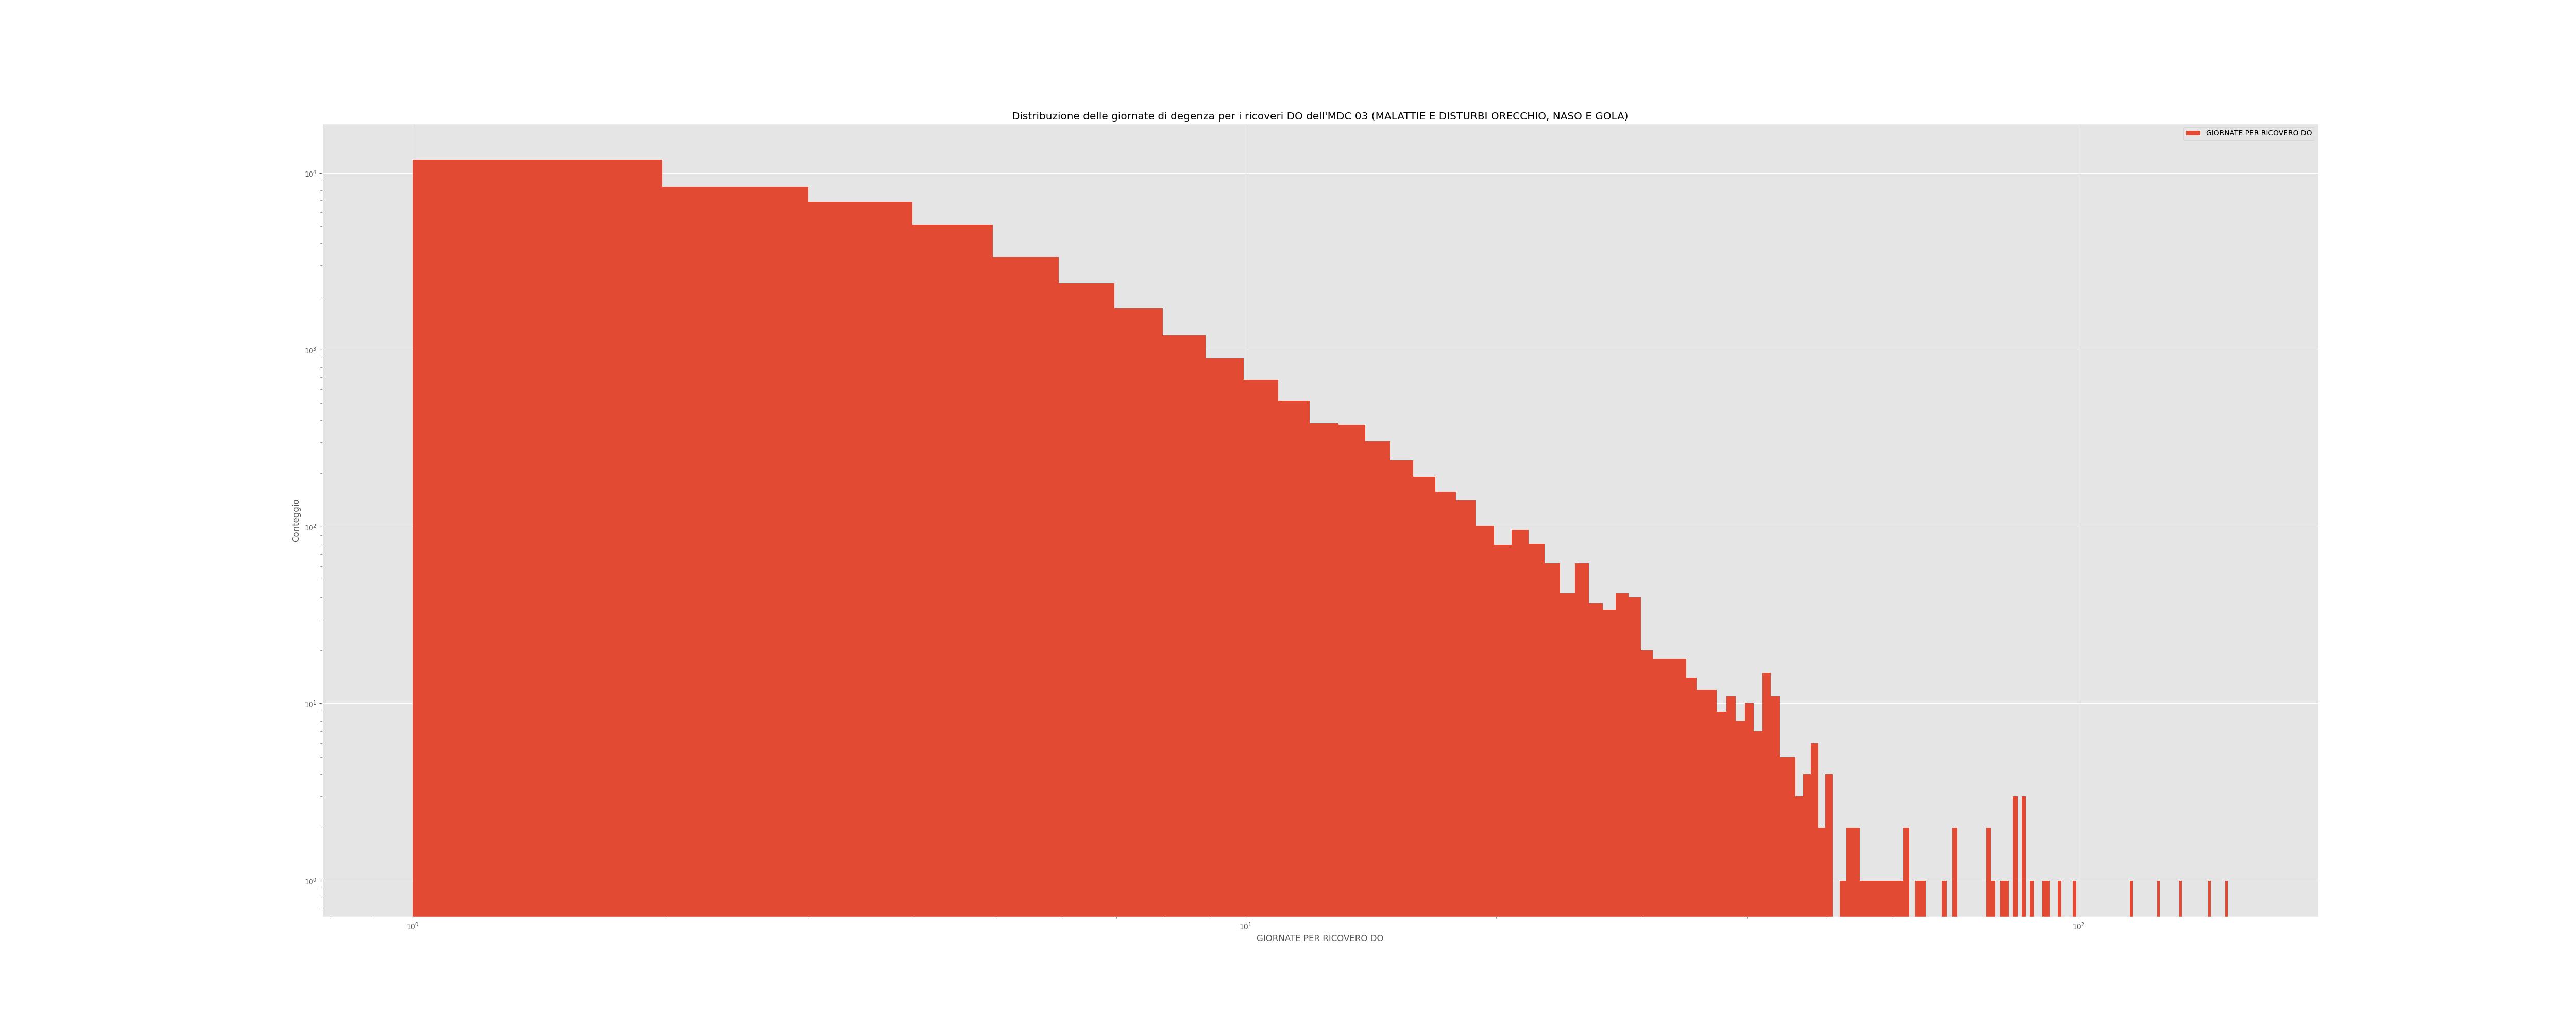 Distribuzione delle giornate di degenza per i ricoveri DO dell'MDC 03 (MALATTIE E DISTURBI ORECCHIO, NASO E GOLA)
GIORNATE PER RICOVERO DO
10⁴
10³
10²
10¹
10⁰
Conteggio
10⁰ 10¹ 10²
GIORNATE PER RICOVERO DO